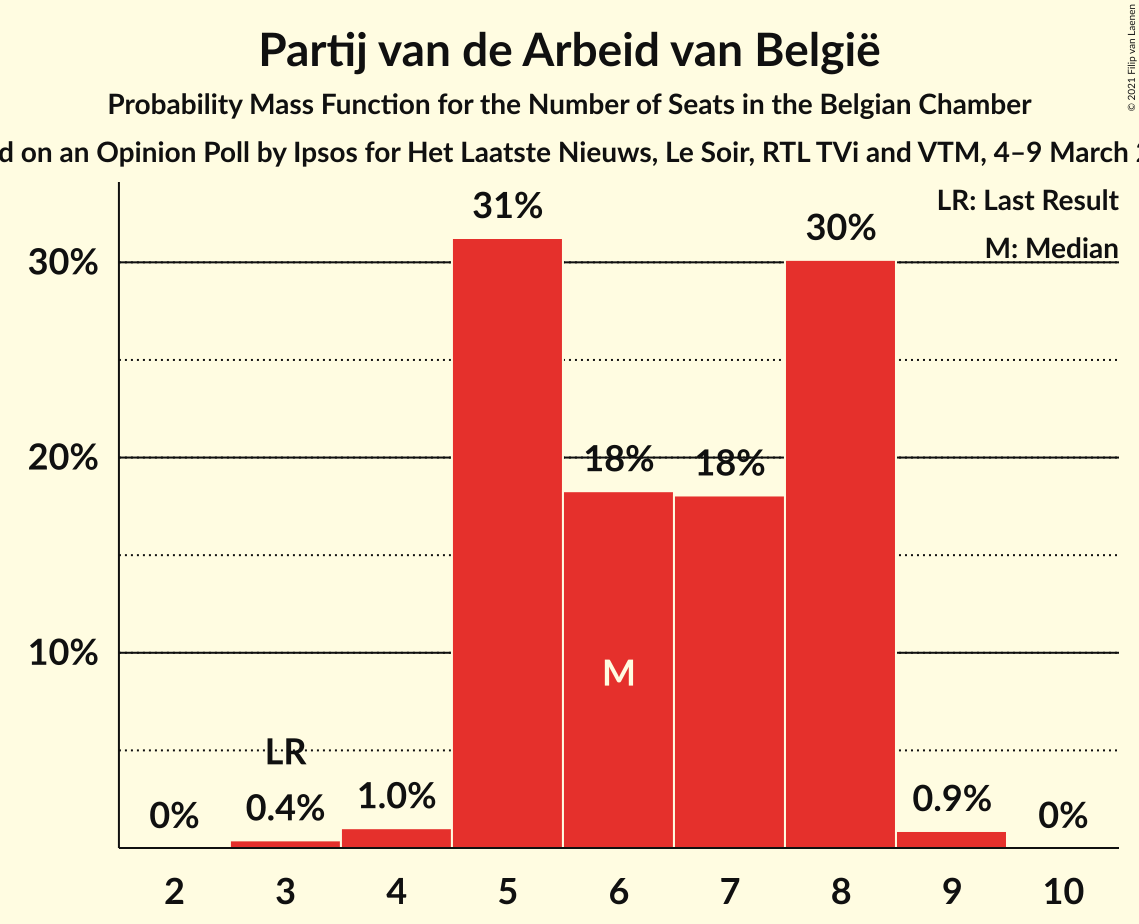 Partij van de Arbeid van België
Probability Mass Function for the Number of Seats in the Belgian Chamber
on an Opinion Poll by Ipsos for Het Laatste Nieuws, Le Soir, RTL TVi and VTM, 4–9 March
© 2021 Filip van Laenen
LR: Last Result
M: Median
31%
30%
30%
20%
18%
18%
10%
M
LR
0%
0.4%
1.0%
0.9%
0%
2 3 4 5 6 7 8 9 10